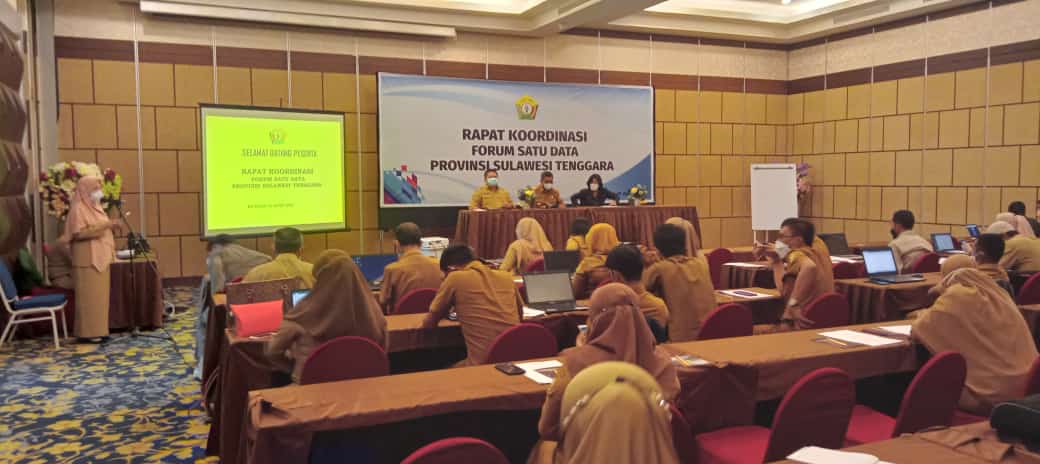 SELAMAT DATANG PESERTA
RAPAT KOORDINASI
FORUM SATU DATA
PROVINSI SULAWESI TENGGARA
RAPAT KOORDINASI
FORUM SATU DATA
PROVINSI SULAWESI TENGGARA